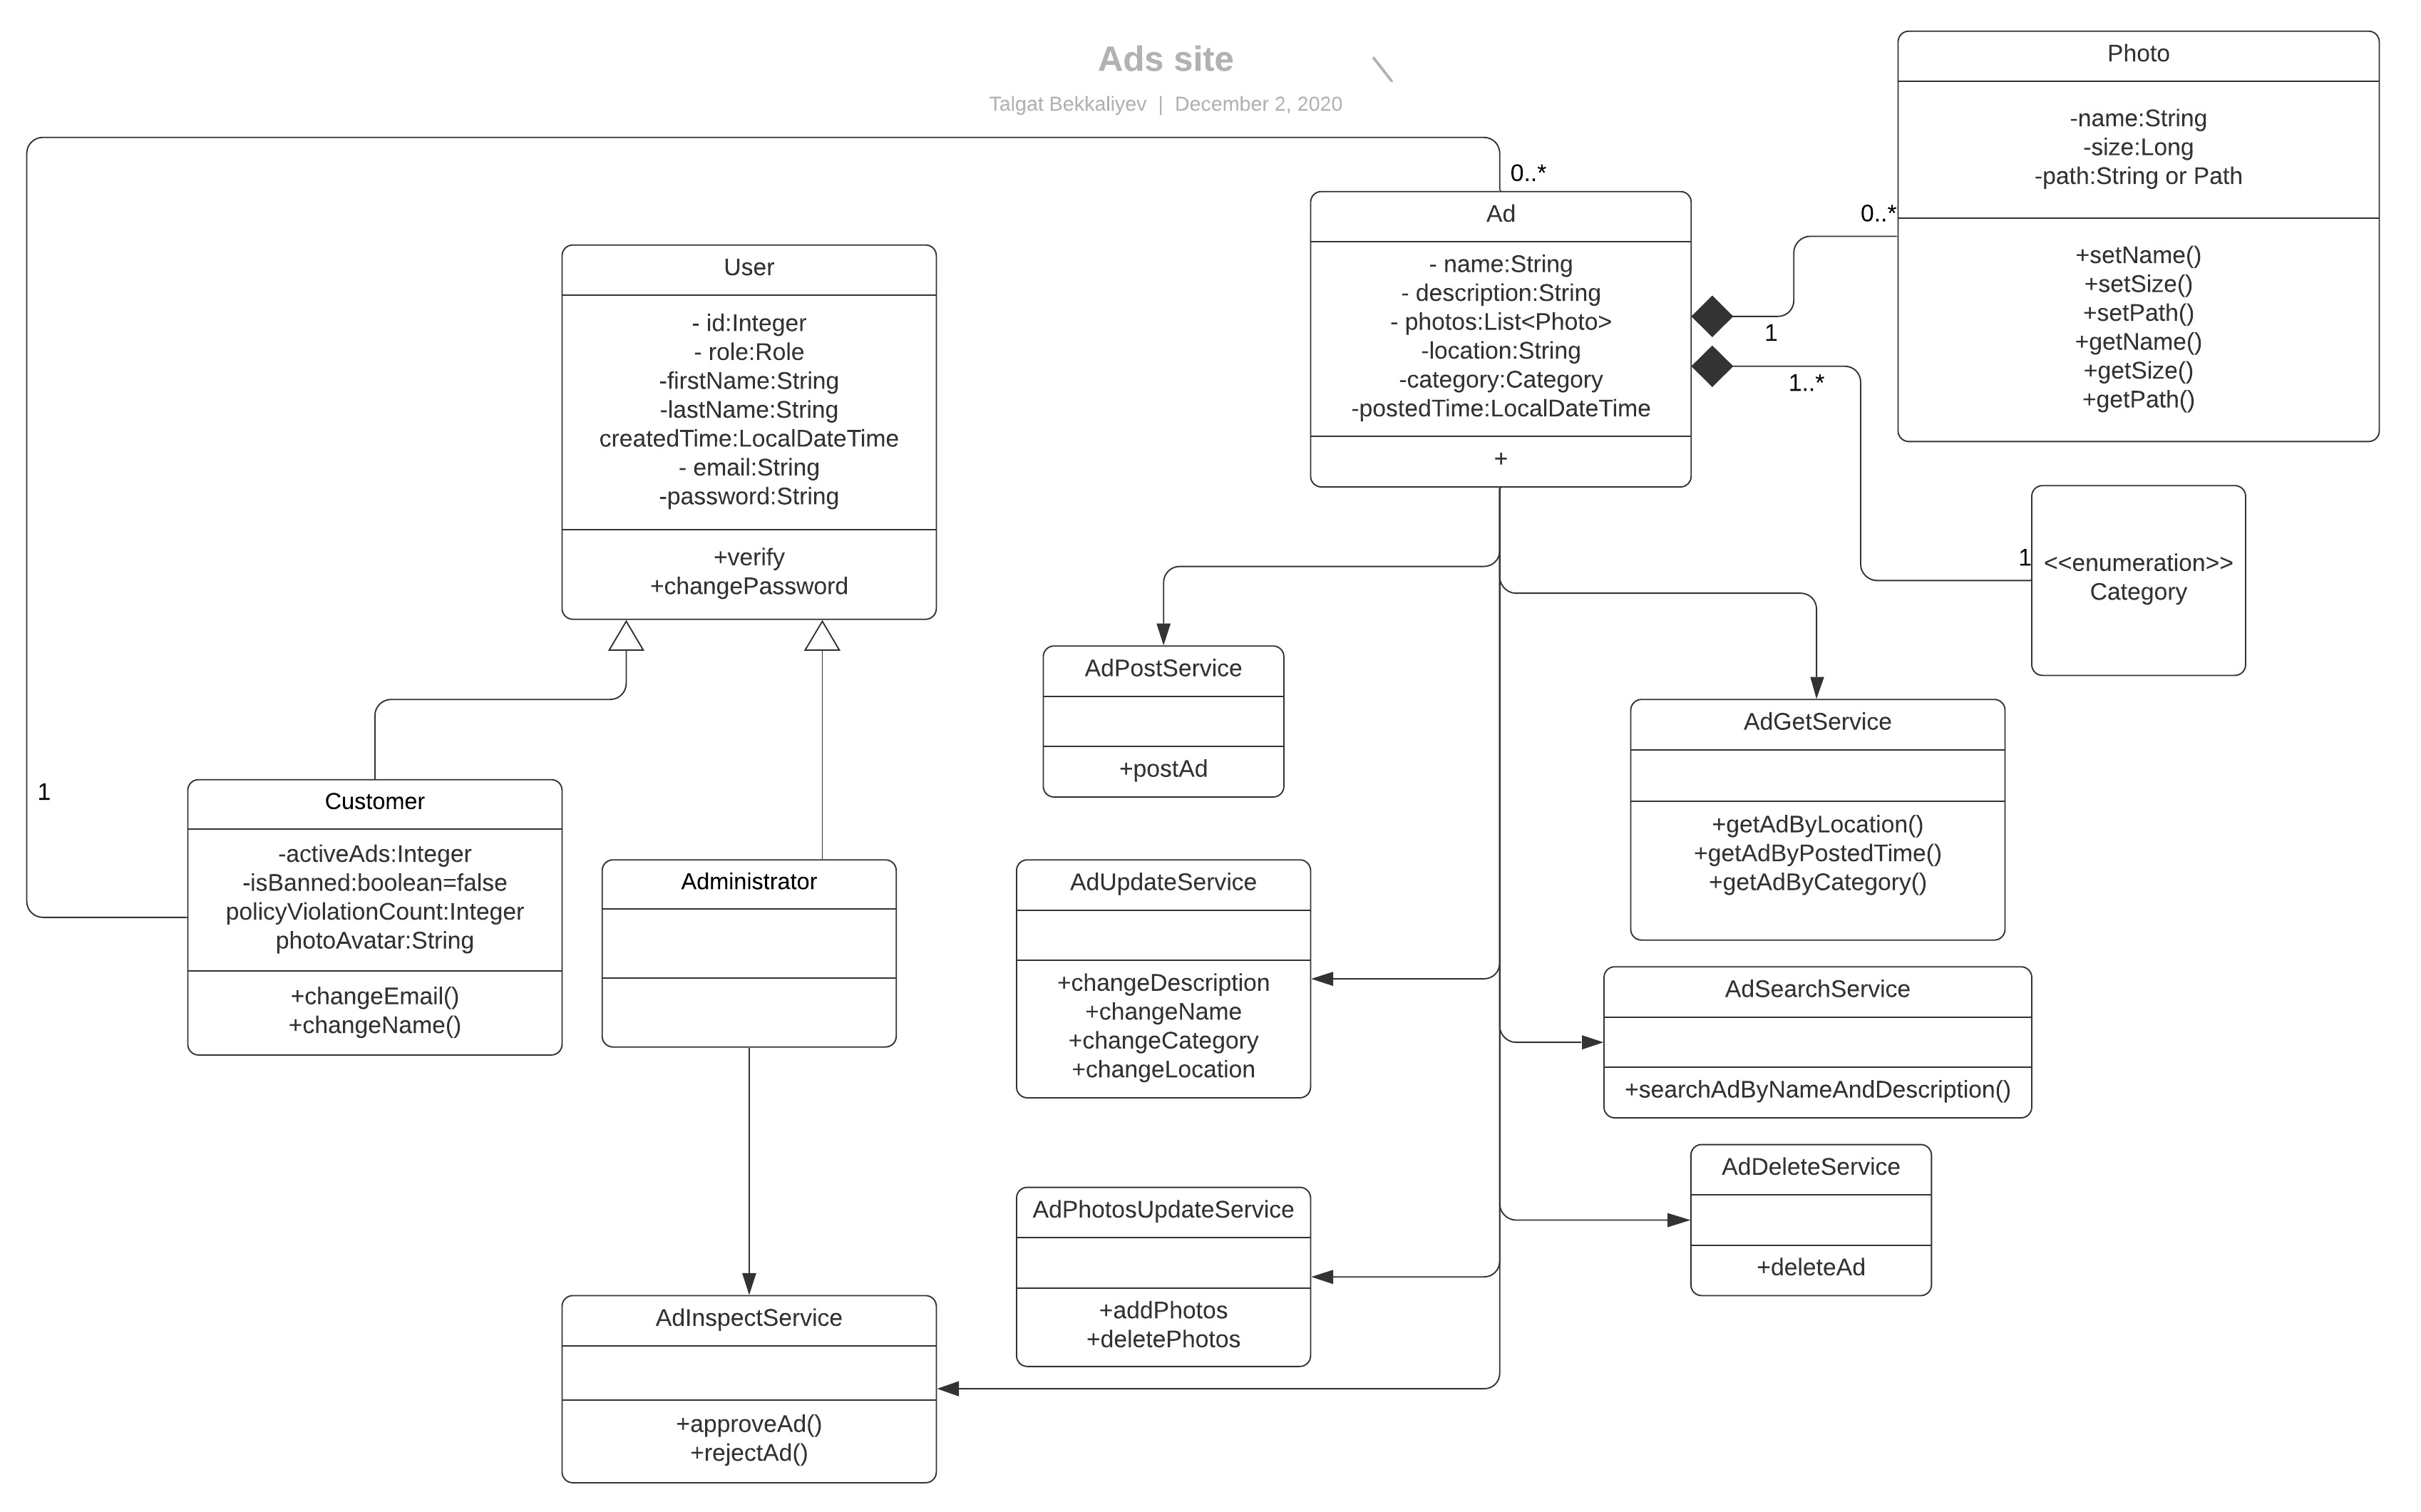 Ads site
Talgat Bekkaliyev | December 2, 2020
Photo
-name:String
-size:Long
-path:String or Path
+setName()
+setSize()
+setPath()
+getName()
+getSize()
+getPath()
0..*
0..*
1
1..*
1
1
Ad
- name:String
- description:String
- photos:List<Photo>
-location:String
-category:Category
-postedTime:LocalDateTime
+
User
- id:Integer
- role:Role
-firstName:String
-lastName:String
createdTime:LocalDateTime
- email:String
-password:String
+verify
+changePassword
<<enumeration>>
Category
AdPostService
+postAd
AdGetService
+getAdByLocation()
+getAdByPostedTime()
+getAdByCategory()
Customer
-activeAds:Integer
-isBanned:boolean=false
policyViolationCount:Integer
photoAvatar:String
+changeEmail()
+changeName()
Administrator
AdUpdateService
+changeDescription
+changeName
+changeCategory
+changeLocation
AdSearchService
+searchAdByNameAndDescription()
AdDeleteService
+deleteAd
AdPhotosUpdateService
+addPhotos
+deletePhotos
AdInspectService
+approveAd()
+rejectAd()